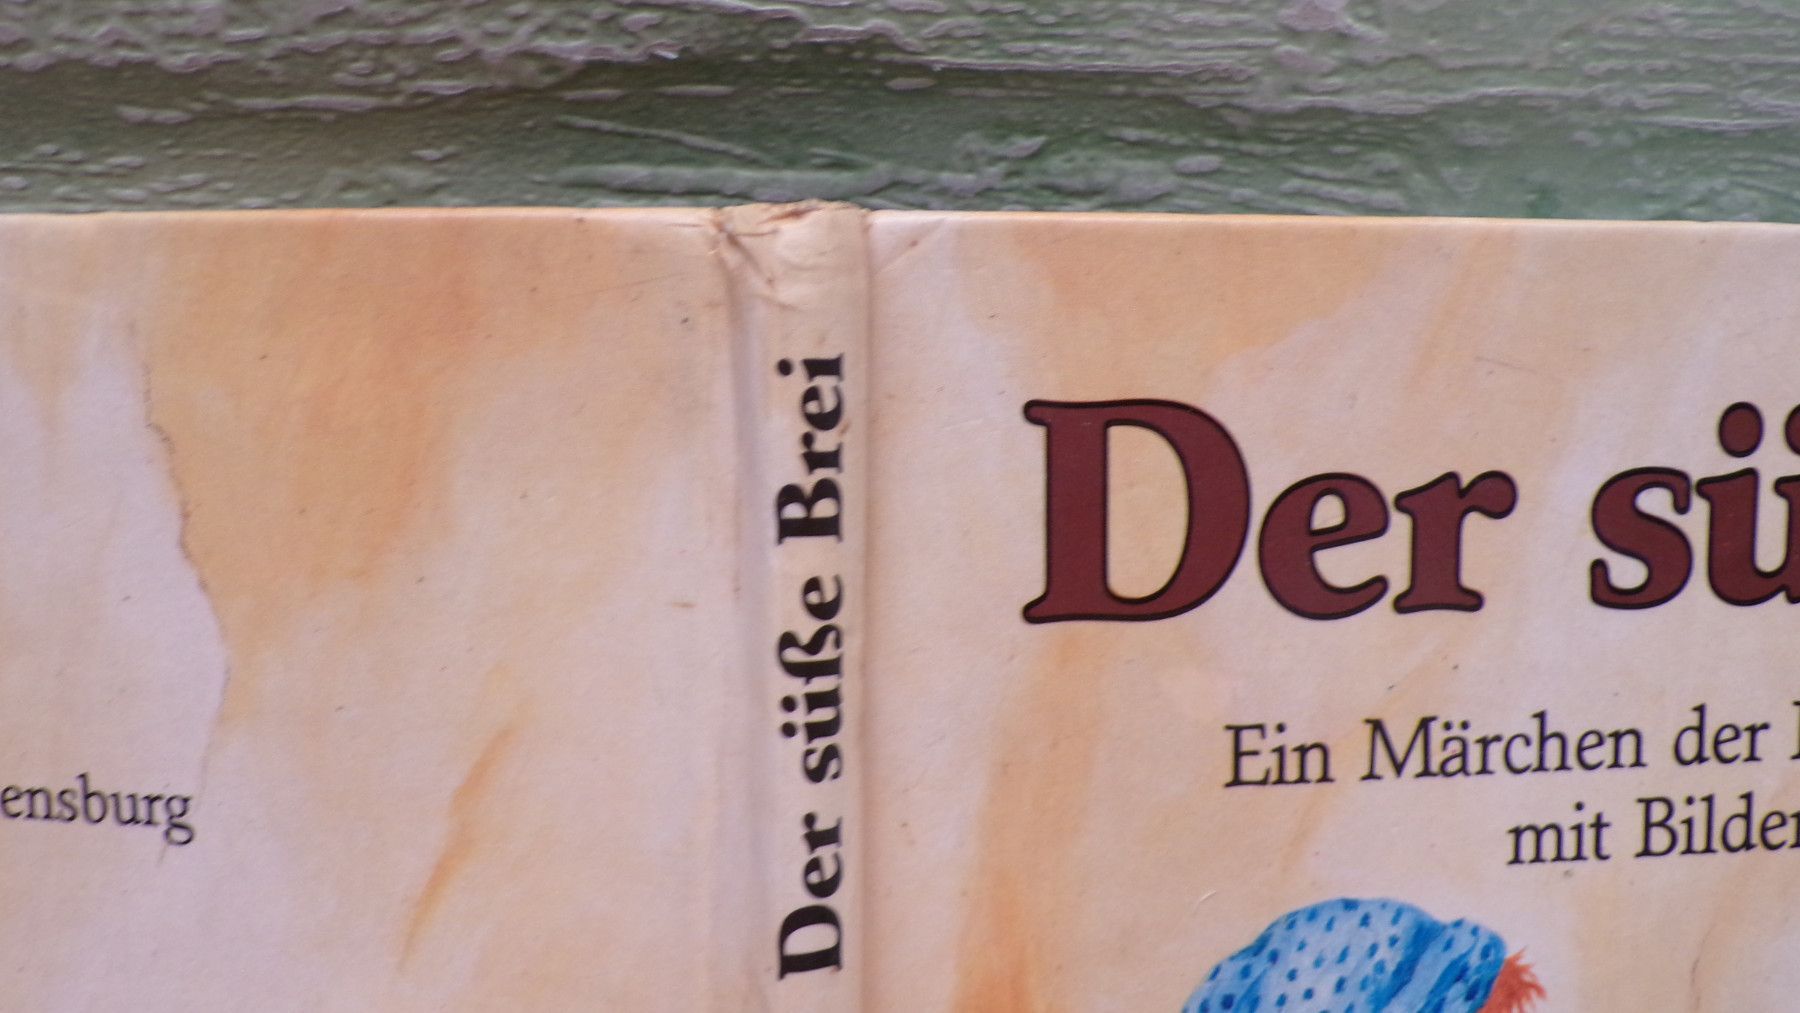 ensburg
Der süße Brei
Der sü
Ein Märchen der
mit Bilder